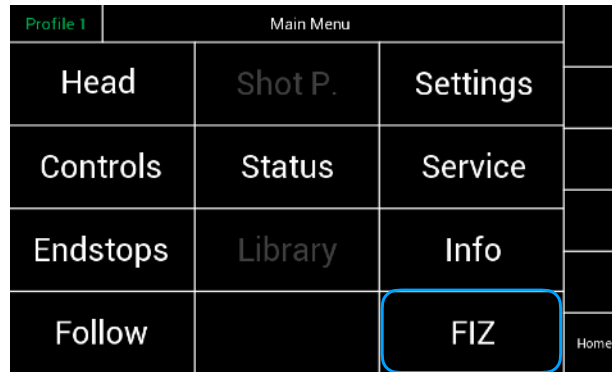 Profile 1 Main Menu
Head Shot P. Settings
Controls Status Service
Endstops Library Info
Follow FIZ Home